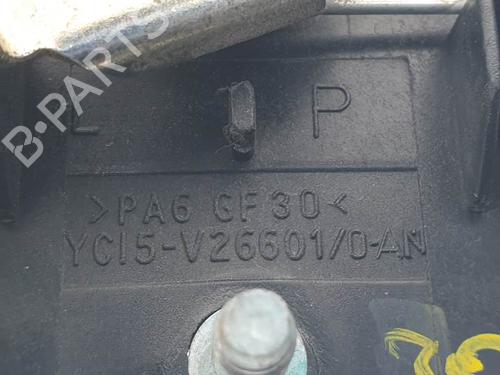 B-PARTS
L P
>PA6 GF30<
YC15-V26601/0-AN